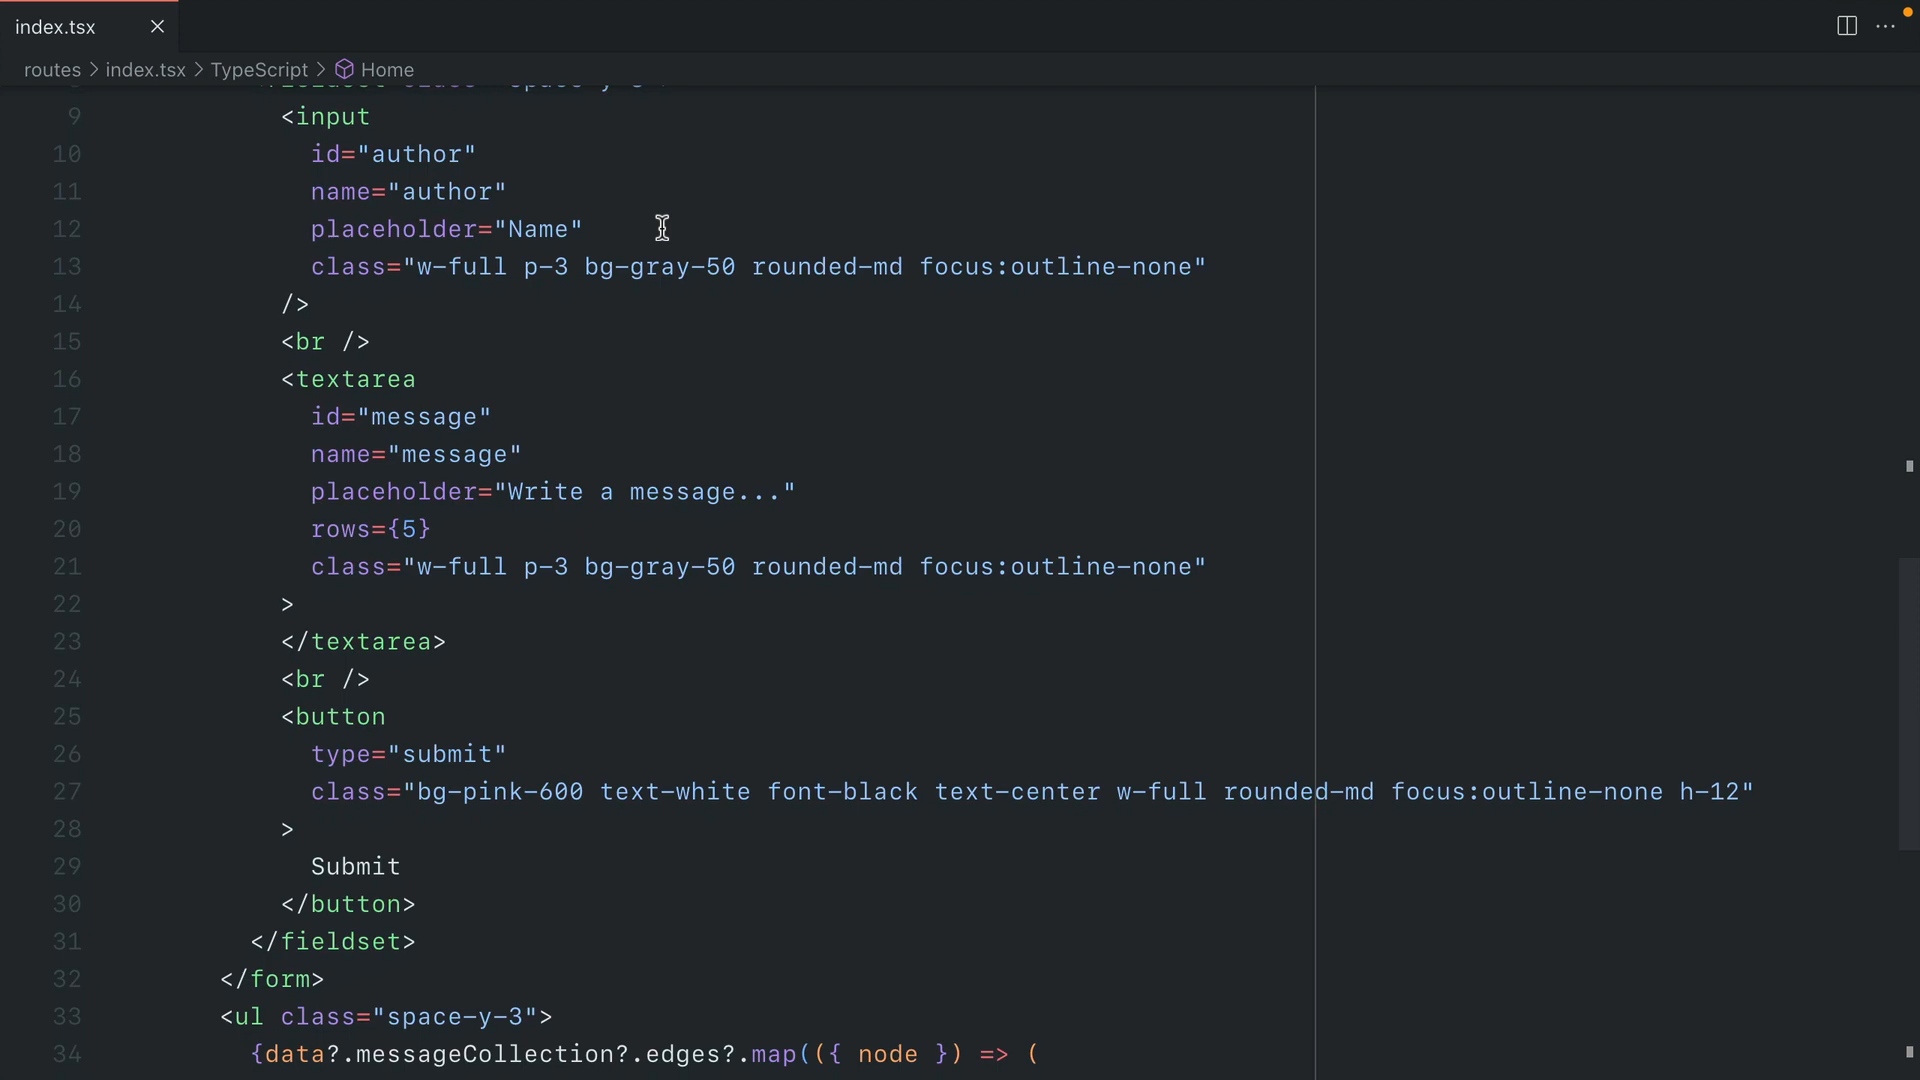 index.tsx
routes > index.tsx > TypeScript > Home
9 <input
10 id="author"
11 name="author"
12 placeholder="Name"
13 class="w-full p-3 bg-gray-50 rounded-md focus:outline-none"
14 />
15 <br />
16 <textarea
17 id="message"
18 name="message"
19 placeholder="Write a message..."
20 rows={5}
21 class="w-full p-3 bg-gray-50 rounded-md focus:outline-none"
22 >
23 </textarea>
24 <br />
25 <button
26 type="submit"
27 class="bg-pink-600 text-white font-black text-center w-full rounded-md focus:outline-none h-12"
28 >
29 Submit
30 </button>
31 </fieldset>
32 </form>
33 <ul class="space-y-3">
34 {data?.messageCollection?.edges?.map(({ node }) => (